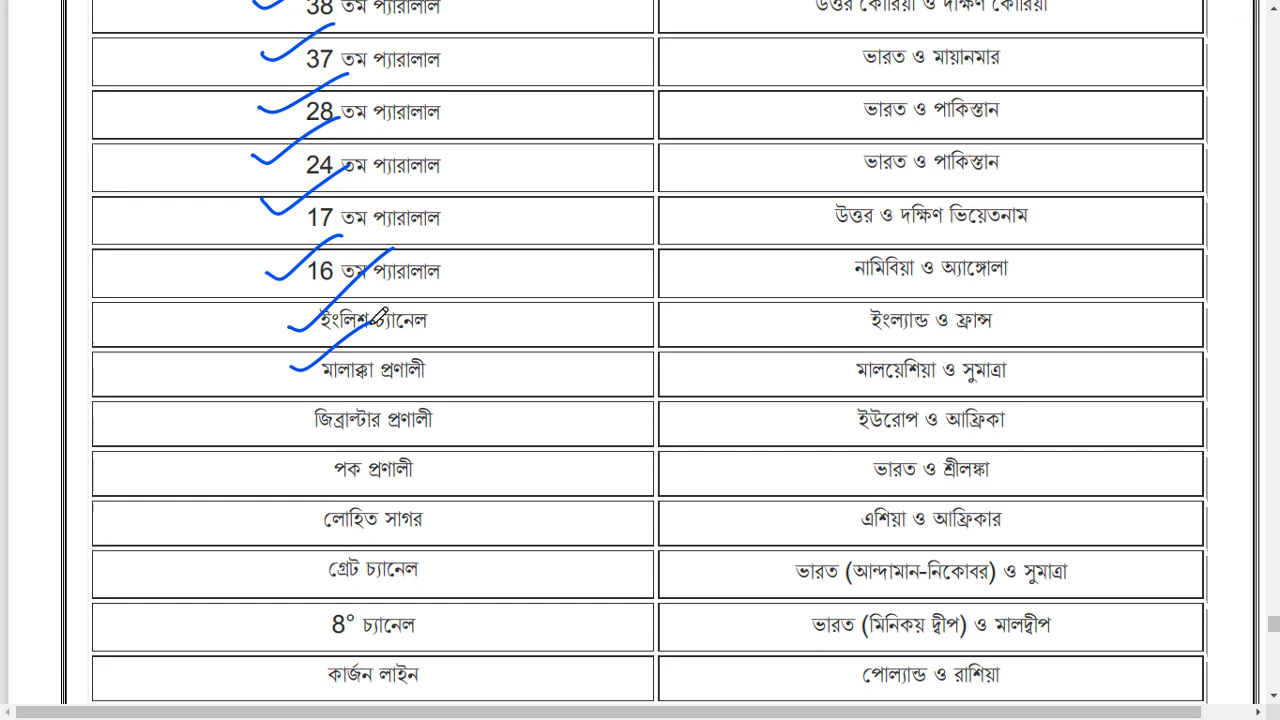 38 তম প্যারালাল উত্তর কোরিয়া ও দক্ষিণ কোরিয়া
37 তম প্যারালাল ভারত ও মায়ানমার
28 তম প্যারালাল ভারত ও পাকিস্তান
24 তম প্যারালাল ভারত ও পাকিস্তান
17 তম প্যারালাল উত্তর ও দক্ষিণ ভিয়েতনাম
16 তম প্যারালাল নামিবিয়া ও অ্যাঙ্গোলা
ইংলিশ চ্যানেল ইংল্যান্ড ও ফ্রান্স
মালাক্কা প্রণালী মালয়েশিয়া ও সুমাত্রা
জিব্রাল্টার প্রণালী ইউরোপ ও আফ্রিকা
পক প্রণালী ভারত ও শ্রীলঙ্কা
লোহিত সাগর এশিয়া ও আফ্রিকার
গ্রেট চ্যানেল ভারত (আন্দামান-নিকোবর) ও সুমাত্রা
8° চ্যানেল ভারত (মিনিকয় দ্বীপ) ও মালদ্বীপ
কার্জন লাইন পোল্যান্ড ও রাশিয়া